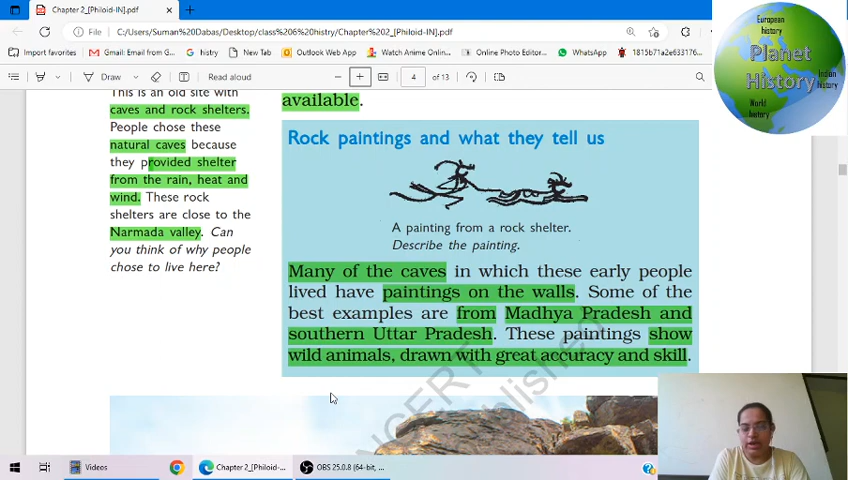 Chapter 2_[Philoid-IN].pdf
File | C:/Users/Suman%20Dabas/Desktop/class%206%20histry/Chapter%202_[Philoid-IN].pdf
Import favorites
Gmail: Email from G...
histry
New Tab
Outlook Web App
Watch Anime Onlin...
Online Photo Editor...
WhatsApp
1815b71a2e633176...
Draw
Read aloud
4 of 13
European history
Planet History
Indian history
World history
This is an old site with
caves and rock shelters.
People chose these
natural caves because
they provided shelter
from the rain, heat and
wind. These rock
shelters are close to the
Narmada valley. Can
you think of why people
chose to live here?
available.
Rock paintings and what they tell us
A painting from a rock shelter.
Describe the painting.
Many of the caves in which these early people
lived have paintings on the walls. Some of the
best examples are from Madhya Pradesh and
southern Uttar Pradesh. These paintings show
wild animals, drawn with great accuracy and skill.
Videos
Chapter 2_[Philoid-I...
OBS 25.0.8 (64-bit, ...